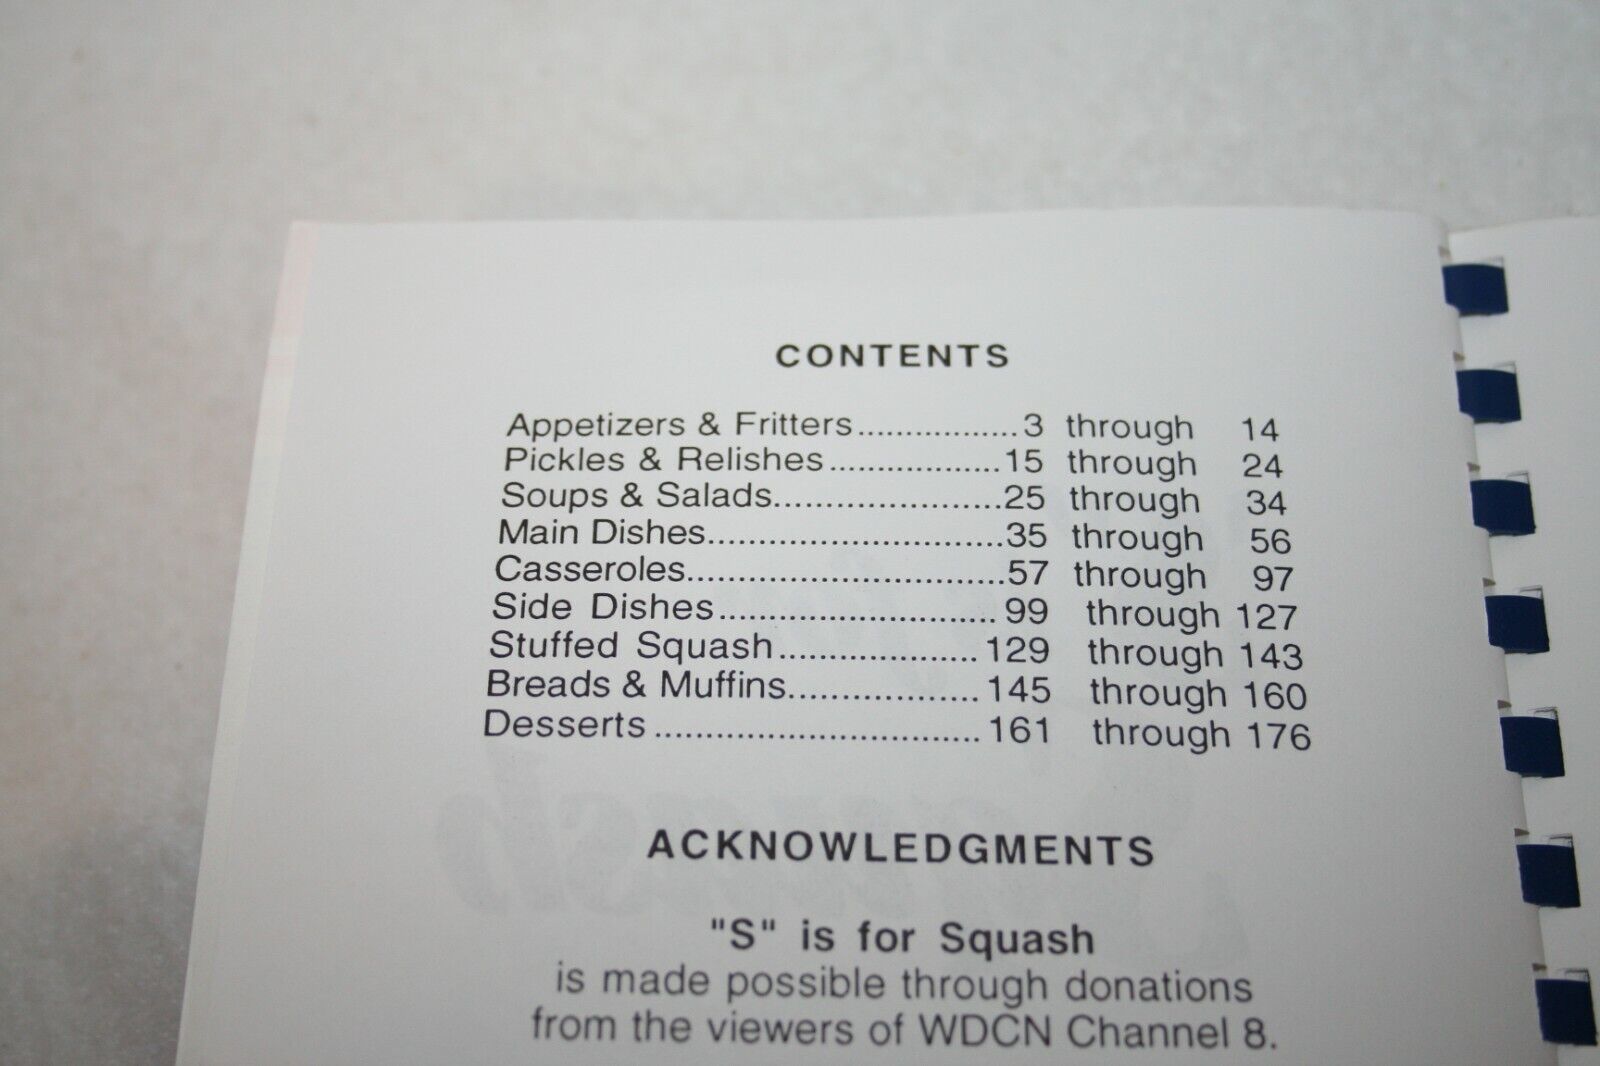 CONTENTS
Appetizers & Fritters.................3 through 14
Pickles & Relishes..................15 through 24
Soups & Salads......................25 through 34
Main Dishes.............................35 through 56
Casseroles...............................57 through 97
Side Dishes........................... 99 through 127
Stuffed Squash.................... 129 through 143
Breads & Muffins................... 145 through 160
Desserts ................................ 161 through 176
ACKNOWLEDGMENTS
"S" is for Squash
is made possible through donations
from the viewers of WDCN Channel 8.